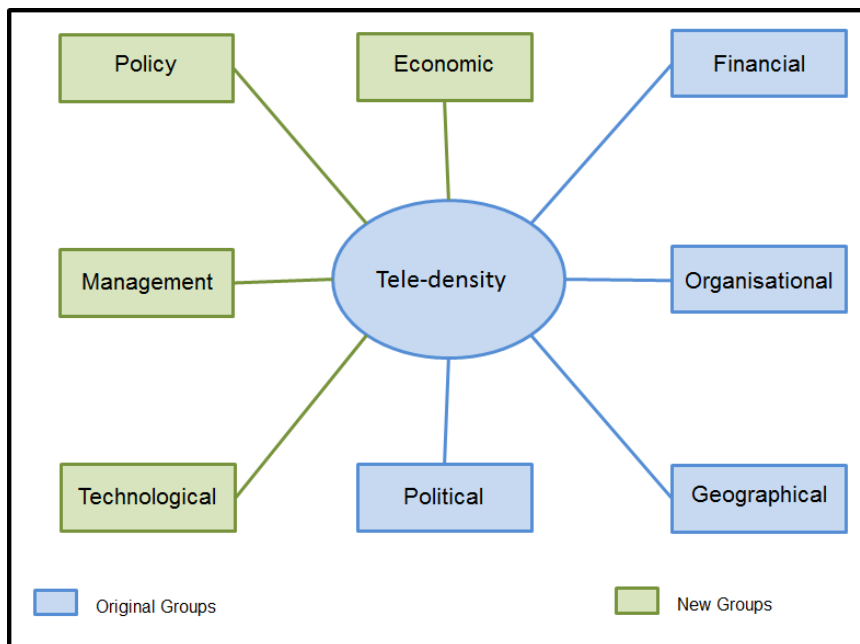 Policy
Economic
Financial
Management
Tele-density
Organisational
Technological
Political
Geographical
Original Groups
New Groups